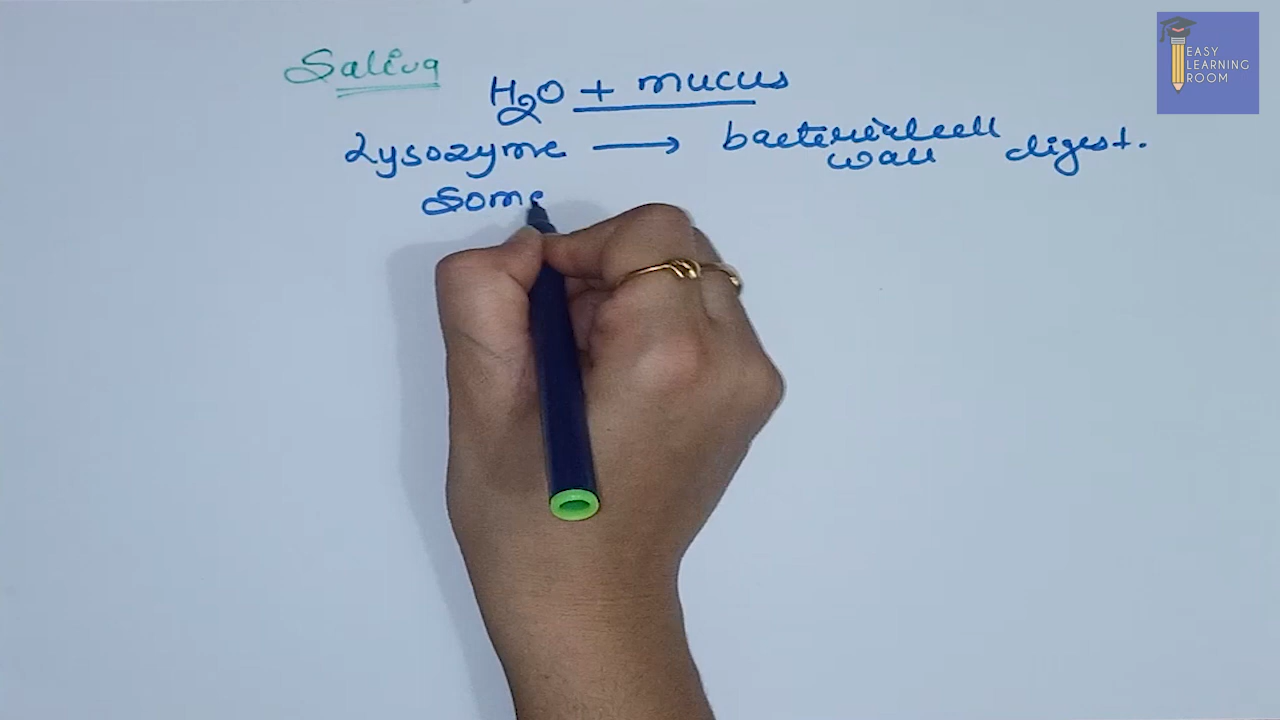 Saliva
H2O + mucus
Lysozyme → bacterial cell wall digest.
Some
EASY
LEARNING
ROOM